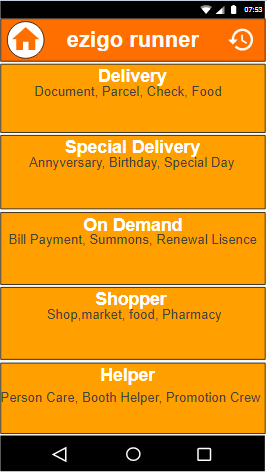 07:53
ezigo runner
Delivery
Document, Parcel, Check, Food
Special Delivery
Annyversary, Birthday, Special Day
On Demand
Bill Payment, Summons, Renewal Lisence
Shopper
Shop,market, food, Pharmacy
Helper
Person Care, Booth Helper, Promotion Crew